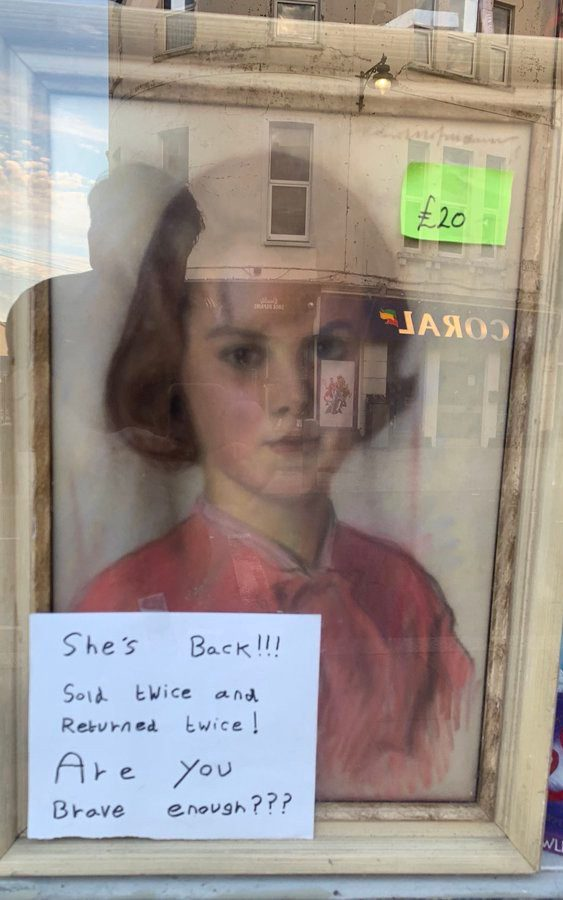 £20
CORAL
She's Back!!!
Sold twice and
Returned twice!
Are you
Brave enough???